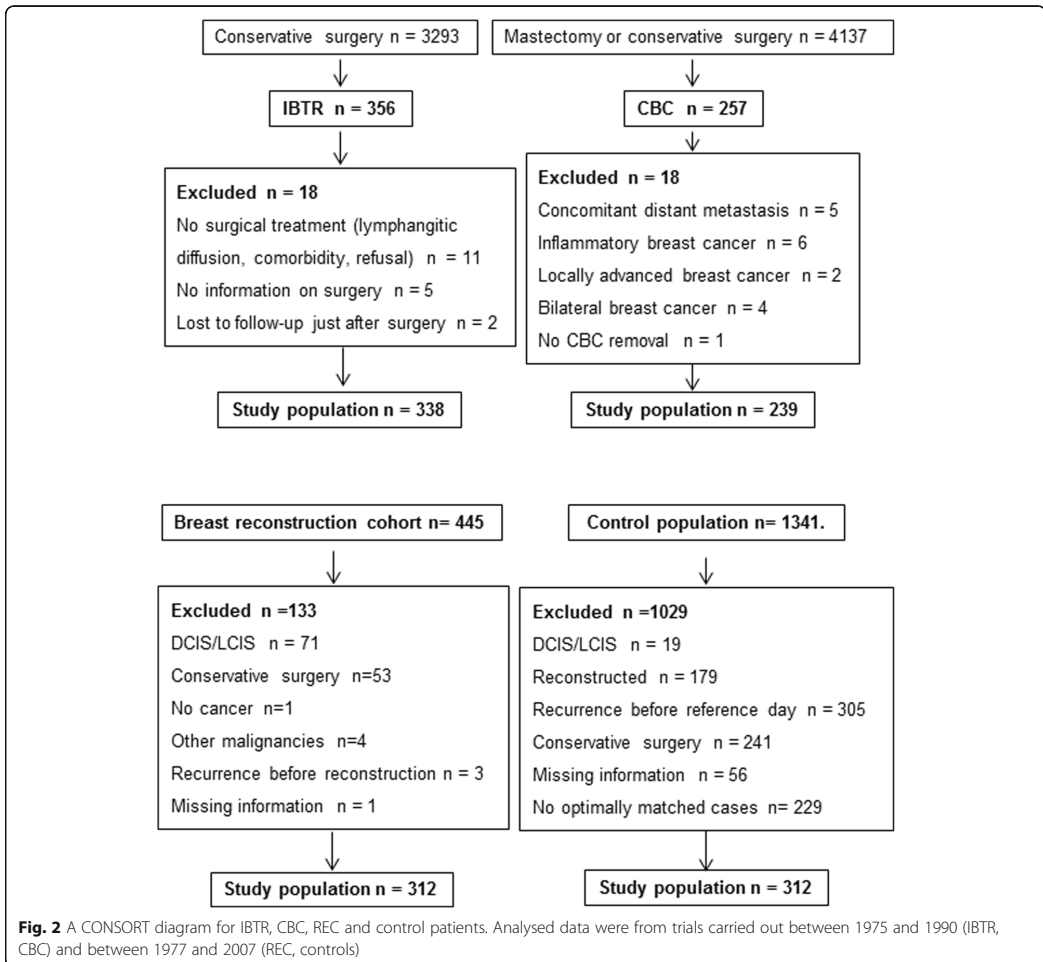 Conservative surgery n = 3293
IBTR n = 356
Excluded n = 18
No surgical treatment (lymphangitic
diffusion, comorbidity, refusal) n = 11
No information on surgery n = 5
Lost to follow-up just after surgery n = 2
Study population n = 338
Mastectomy or conservative surgery n = 4137
CBC n = 257
Excluded n = 18
Concomitant distant metastasis n = 5
Inflammatory breast cancer n = 6
Locally advanced breast cancer n = 2
Bilateral breast cancer n = 4
No CBC removal n = 1
Study population n = 239
Breast reconstruction cohort n= 445
Excluded n =133
DCIS/LCIS n = 71
Conservative surgery n=53
No cancer n=1
Other malignancies n=4
Recurrence before reconstruction n = 3
Missing information n = 1
Study population n = 312
Control population n= 1341.
Excluded n =1029
DCIS/LCIS n = 19
Reconstructed n = 179
Recurrence before reference day n = 305
Conservative surgery n = 241
Missing information n = 56
No optimally matched cases n= 229
Study population n = 312
Fig. 2 A CONSORT diagram for IBTR, CBC, REC and control patients. Analysed data were from trials carried out between 1975 and 1990 (IBTR,
CBC) and between 1977 and 2007 (REC, controls)